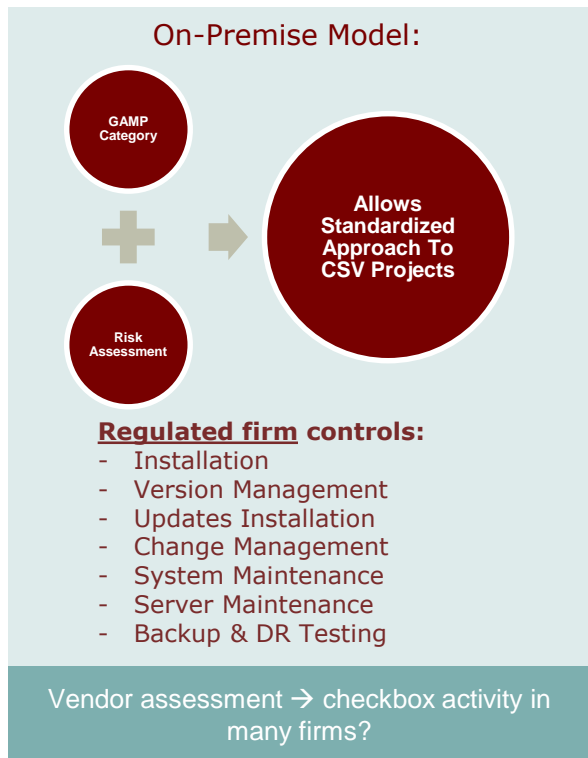 On-Premise Model:
GAMP
Category
Allows
Standardized
Approach To
CSV Projects
Risk
Assessment
Regulated firm controls:
- Installation
- Version Management
- Updates Installation
- Change Management
- System Maintenance
- Server Maintenance
- Backup & DR Testing
Vendor assessment → checkbox activity in
many firms?